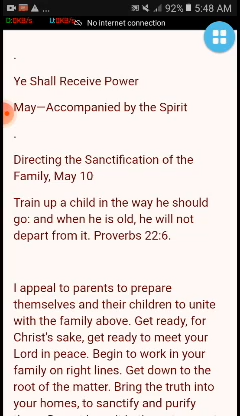 0:0KB/s U:0KB/s 92% 5:48 AM
No internet connection
.
Ye Shall Receive Power
May—Accompanied by the Spirit
.
Directing the Sanctification of the
Family, May 10
Train up a child in the way he should
go: and when he is old, he will not
depart from it. Proverbs 22:6.
I appeal to parents to prepare
themselves and their children to unite
with the family above. Get ready, for
Christ's sake, get ready to meet your
Lord in peace. Begin to work in your
family on right lines. Get down to the
root of the matter. Bring the truth into
your homes, to sanctify and purify